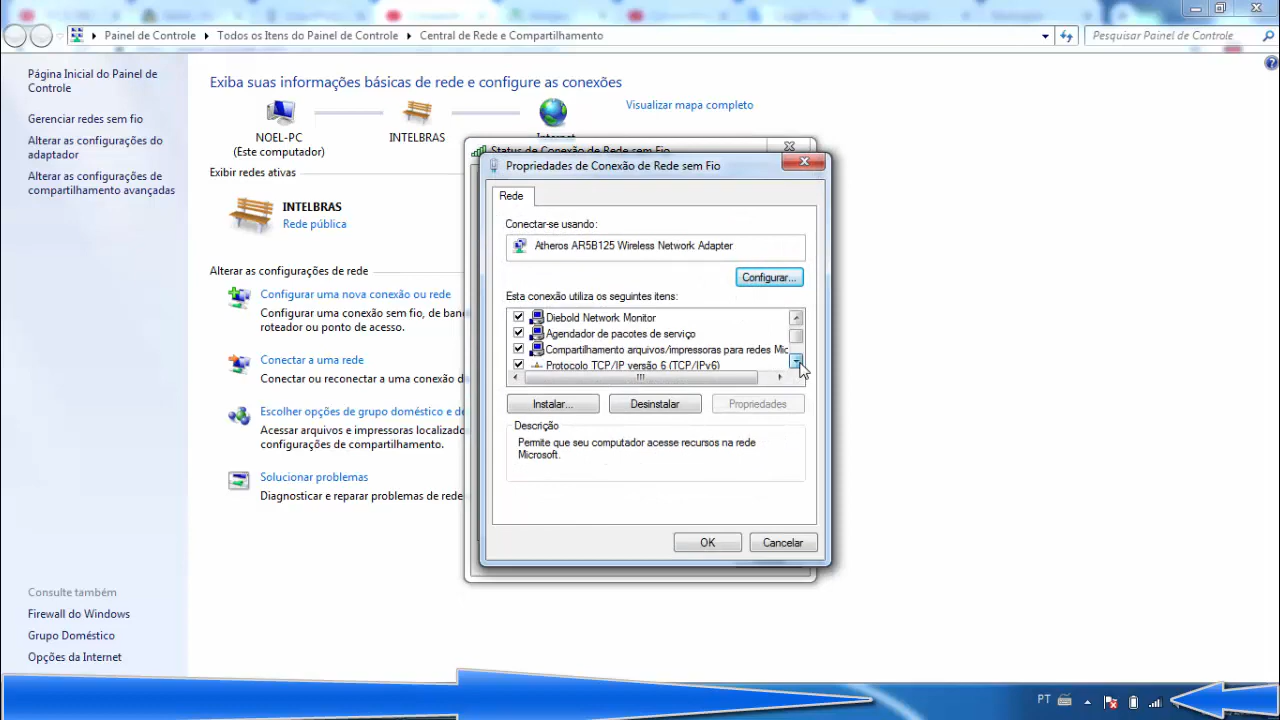 Painel de Controle
Todos os Itens do Painel de Controle
Central de Rede e Compartilhamento
Pesquisar Painel de Controle
Página Inicial do Painel de
Controle
Gerenciar redes sem fio
Alterar as configurações do
adaptador
Alterar as configurações de
compartilhamento avançadas
Exiba suas informações básicas de rede e configure as conexões
Visualizar mapa completo
NOEL-PC
(Este computador)
INTELBRAS
Internet
Exibir redes ativas
INTELBRAS
Rede pública
Alterar as configurações de rede
Configurar uma nova conexão ou rede
Configurar uma conexão sem fio, de ban
roteador ou ponto de acesso.
Conectar a uma rede
Conectar ou reconectar a uma conexão d
Escolher opções de grupo doméstico e de
Acessar arquivos e impressoras localizado
configurações de compartilhamento.
Solucionar problemas
Diagnosticar e reparar problemas de rede
Status de Conexão de Rede sem Fio
Propriedades de Conexão de Rede sem Fio
Rede
Conectar-se usando:
Atheros AR5B125 Wireless Network Adapter
Configurar...
Esta conexão utiliza os seguintes itens:
Diebold Network Monitor
Agendador de pacotes de serviço
Compartilhamento arquivos/impressoras para redes Mic
Protocolo TCP/IP versão 6 (TCP/IPv6)
Instalar...
Desinstalar
Propriedades
Descrição
Permite que seu computador acesse recursos na rede
Microsoft.
OK
Cancelar
Consulte também
Firewall do Windows
Grupo Doméstico
Opções da Internet
PT